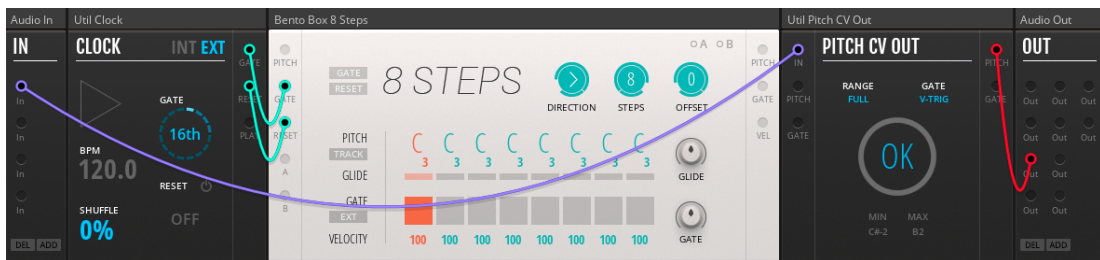 Audio In
Util Clock
Bento Box 8 Steps
Util Pitch CV Out
Audio Out
IN
In
In
In
In
DEL ADD
CLOCK
INT EXT
GATE
16th
BPM
120.0
RESET
OFF
SHUFFLE
0%
GATE
RESET
PLAY
PITCH
GATE
RESET
A
B
GATE
RESET
8 STEPS
A B
> 8 0
DIRECTION STEPS OFFSET
PITCH
TRACK
GLIDE
C C C C C C C C
3 3 3 3 3 3 3 3
GLIDE
GATE
EXT
VELOCITY
100 100 100 100 100 100 100 100
GATE
PITCH
GATE
VEL
IN
PITCH
GATE
PITCH CV OUT
RANGE
FULL
GATE
V-TRIG
OK
MIN MAX
C#-2 B2
PITCH
GATE
OUT
Out Out Out
Out Out Out
Out Out
Out Out
DEL ADD